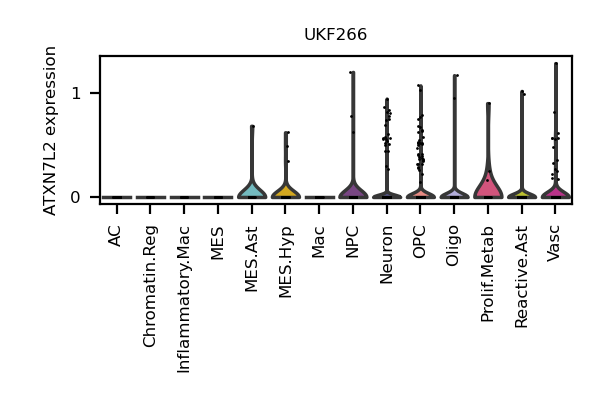 UKF266
ATXN7L2 expression
1
0
AC
Chromatin.Reg
Inflammatory.Mac
MES
MES.Ast
MES.Hyp
Mac
NPC
Neuron
OPC
Oligo
Prolif.Metab
Reactive.Ast
Vasc